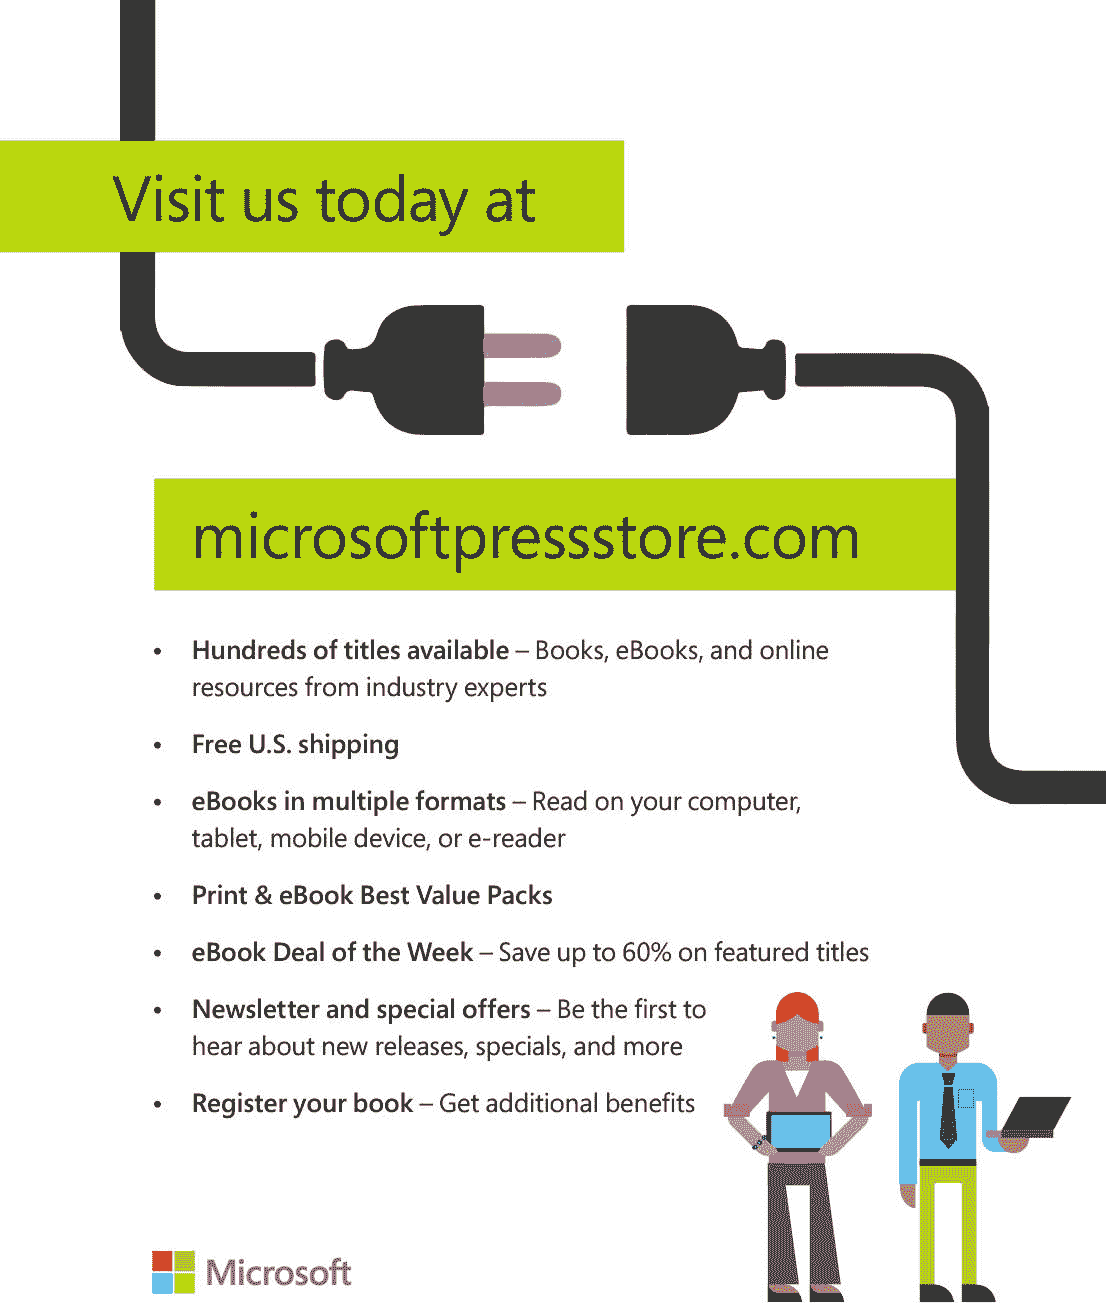 Visit us today at
microsoftpressstore.com
• Hundreds of titles available – Books, eBooks, and online
resources from industry experts
• Free U.S. shipping
• eBooks in multiple formats – Read on your computer,
tablet, mobile device, or e-reader
• Print & eBook Best Value Packs
• eBook Deal of the Week – Save up to 60% on featured titles
• Newsletter and special offers – Be the first to
hear about new releases, specials, and more
• Register your book – Get additional benefits
Microsoft